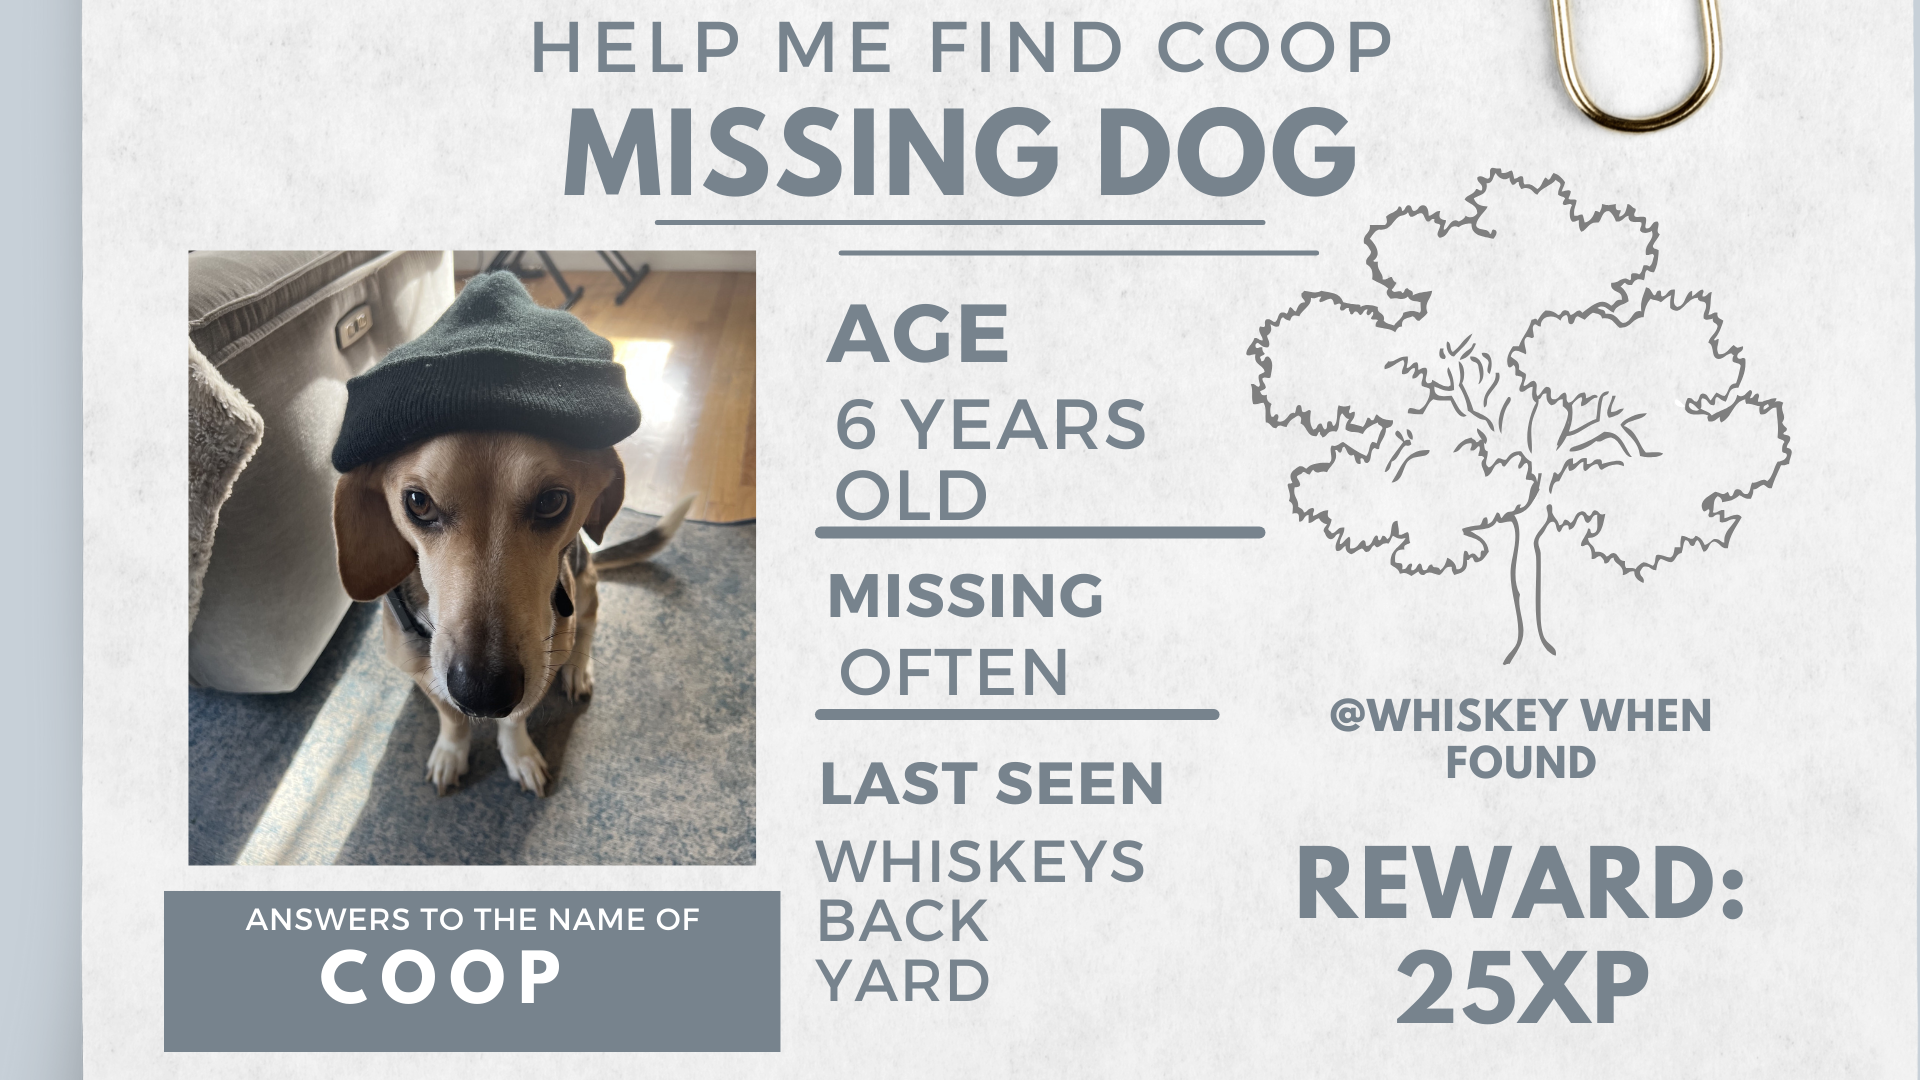 HELP ME FIND COOP
MISSING DOG
AGE
6 YEARS
OLD
MISSING
OFTEN
LAST SEEN
WHISKEYS
BACK
YARD
ANSWERS TO THE NAME OF
COOP
@WHISKEY WHEN
FOUND
REWARD:
25XP